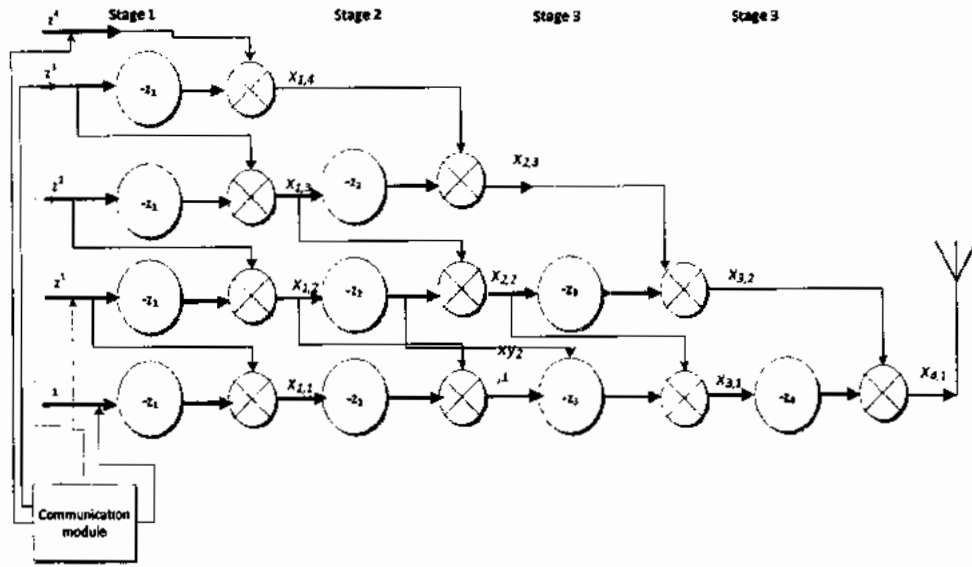 Stage 1 Stage 2 Stage 3 Stage 3
z⁴
z³
-z₁
X₁,₄
z²
-z₁
X₁,₃
-z₂
X₂,₃
z¹
-z₁
X₁,₂
-z₂
X₂,₂
-z₃
X₃,₂
xy₂
,₁
1
-z₁
X₁,₁
-z₂
-z₃
X₃,₁
-z₄
X₄,₁
Communication
module